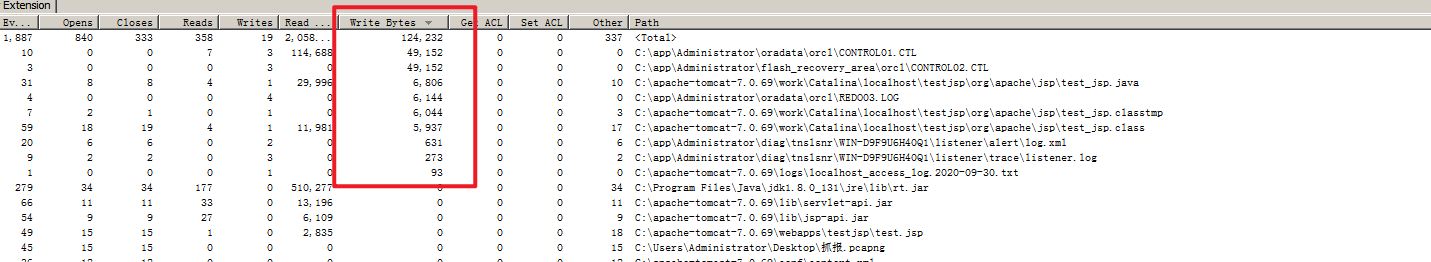 Extension
Ev... Opens Closes Reads Writes Read ... Write Bytes Get ACL Set ACL Other Path
1,887 840 333 358 19 2,058... 124,232 0 0 337 <Total>
10 0 0 7 3 114,688 49,152 0 0 0 C:\app\Administrator\oradata\orcl\CONTROL01.CTL
3 0 0 0 3 0 49,152 0 0 0 C:\app\Administrator\flash_recovery_area\orcl\CONTROL02.CTL
31 8 8 4 1 29,996 6,806 0 0 10 C:\apache-tomcat-7.0.69\work\Catalina\localhost\testjsp\org\apache\jsp\test_jsp.java
4 0 0 0 4 0 6,144 0 0 0 C:\app\Administrator\oradata\orcl\REDO03.LOG
7 2 1 0 1 0 6,044 0 0 3 C:\apache-tomcat-7.0.69\work\Catalina\localhost\testjsp\org\apache\jsp\test_jsp.classtmp
59 18 19 4 1 11,981 5,937 0 0 17 C:\apache-tomcat-7.0.69\work\Catalina\localhost\testjsp\org\apache\jsp\test_jsp.class
20 6 6 0 2 0 631 0 0 6 C:\app\Administrator\diag\tnslsnr\WIN-D9F9U6H4OQ1\listener\alert\log.xml
9 2 2 0 3 0 273 0 0 2 C:\app\Administrator\diag\tnslsnr\WIN-D9F9U6H4OQ1\listener\trace\listener.log
1 0 0 0 1 0 93 0 0 0 C:\apache-tomcat-7.0.69\logs\localhost_access_log.2020-09-30.txt
279 34 34 177 0 510,277 0 0 0 34 C:\Program Files\Java\jdk1.8.0_131\jre\lib\rt.jar
66 11 11 33 0 13,196 0 0 0 11 C:\apache-tomcat-7.0.69\lib\servlet-api.jar
54 9 9 27 0 6,109 0 0 0 9 C:\apache-tomcat-7.0.69\lib\jsp-api.jar
49 15 15 1 0 2,835 0 0 0 18 C:\apache-tomcat-7.0.69\webapps\testjsp\test.jsp
45 15 15 0 0 0 0 0 0 15 C:\Users\Administrator\Desktop\抓报.pcapng